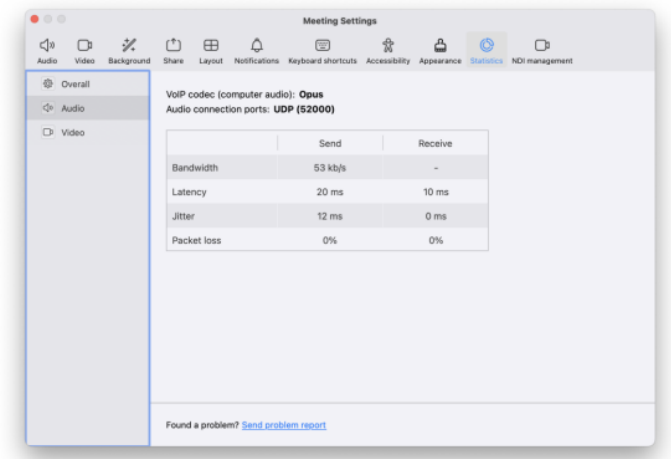 Meeting Settings
Audio Video Background Share Layout Notifications Keyboard shortcuts Accessibility Appearance Statistics NDI management
Overall
Audio
Video
VoIP codec (computer audio): Opus
Audio connection ports: UDP (52000)
Send Receive
Bandwidth 53 kb/s -
Latency 20 ms 10 ms
Jitter 12 ms 0 ms
Packet loss 0% 0%
Found a problem? Send problem report